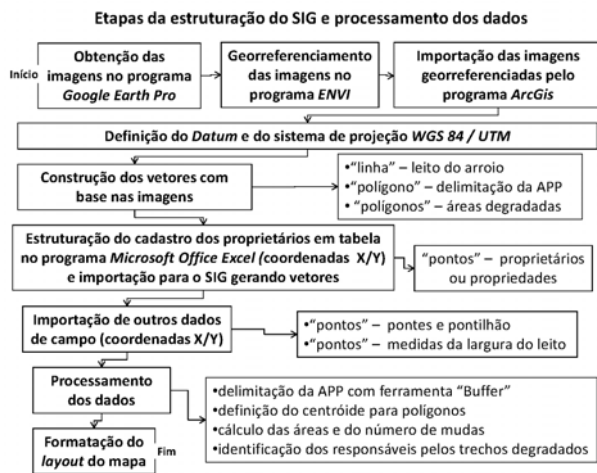 Etapas da estruturação do SIG e processamento dos dados
Início
Obtenção das
imagens no programa
Google Earth Pro
Georreferenciamento
das imagens no
programa ENVI
Importação das imagens
georreferenciadas pelo
programa ArcGis
Definição do Datum e do sistema de projeção WGS 84 / UTM
Construção dos vetores com
base nas imagens
•“linha” – leito do arroio
•“polígono” – delimitação da APP
•“polígonos” – áreas degradadas
Estruturação do cadastro dos proprietários em tabela
no programa Microsoft Office Excel (coordenadas X/Y)
e importação para o SIG gerando vetores
“pontos” – proprietários
ou propriedades
Importação de outros dados
de campo (coordenadas X/Y)
•“pontos” – pontes e pontilhão
•“pontos” – medidas da largura do leito
Processamento
dos dados
•delimitação da APP com ferramenta “Buffer”
•definição do centróide para polígonos
•cálculo das áreas e do número de mudas
•identificação dos responsáveis pelos trechos degradados
Formatação do
layout do mapa
Fim